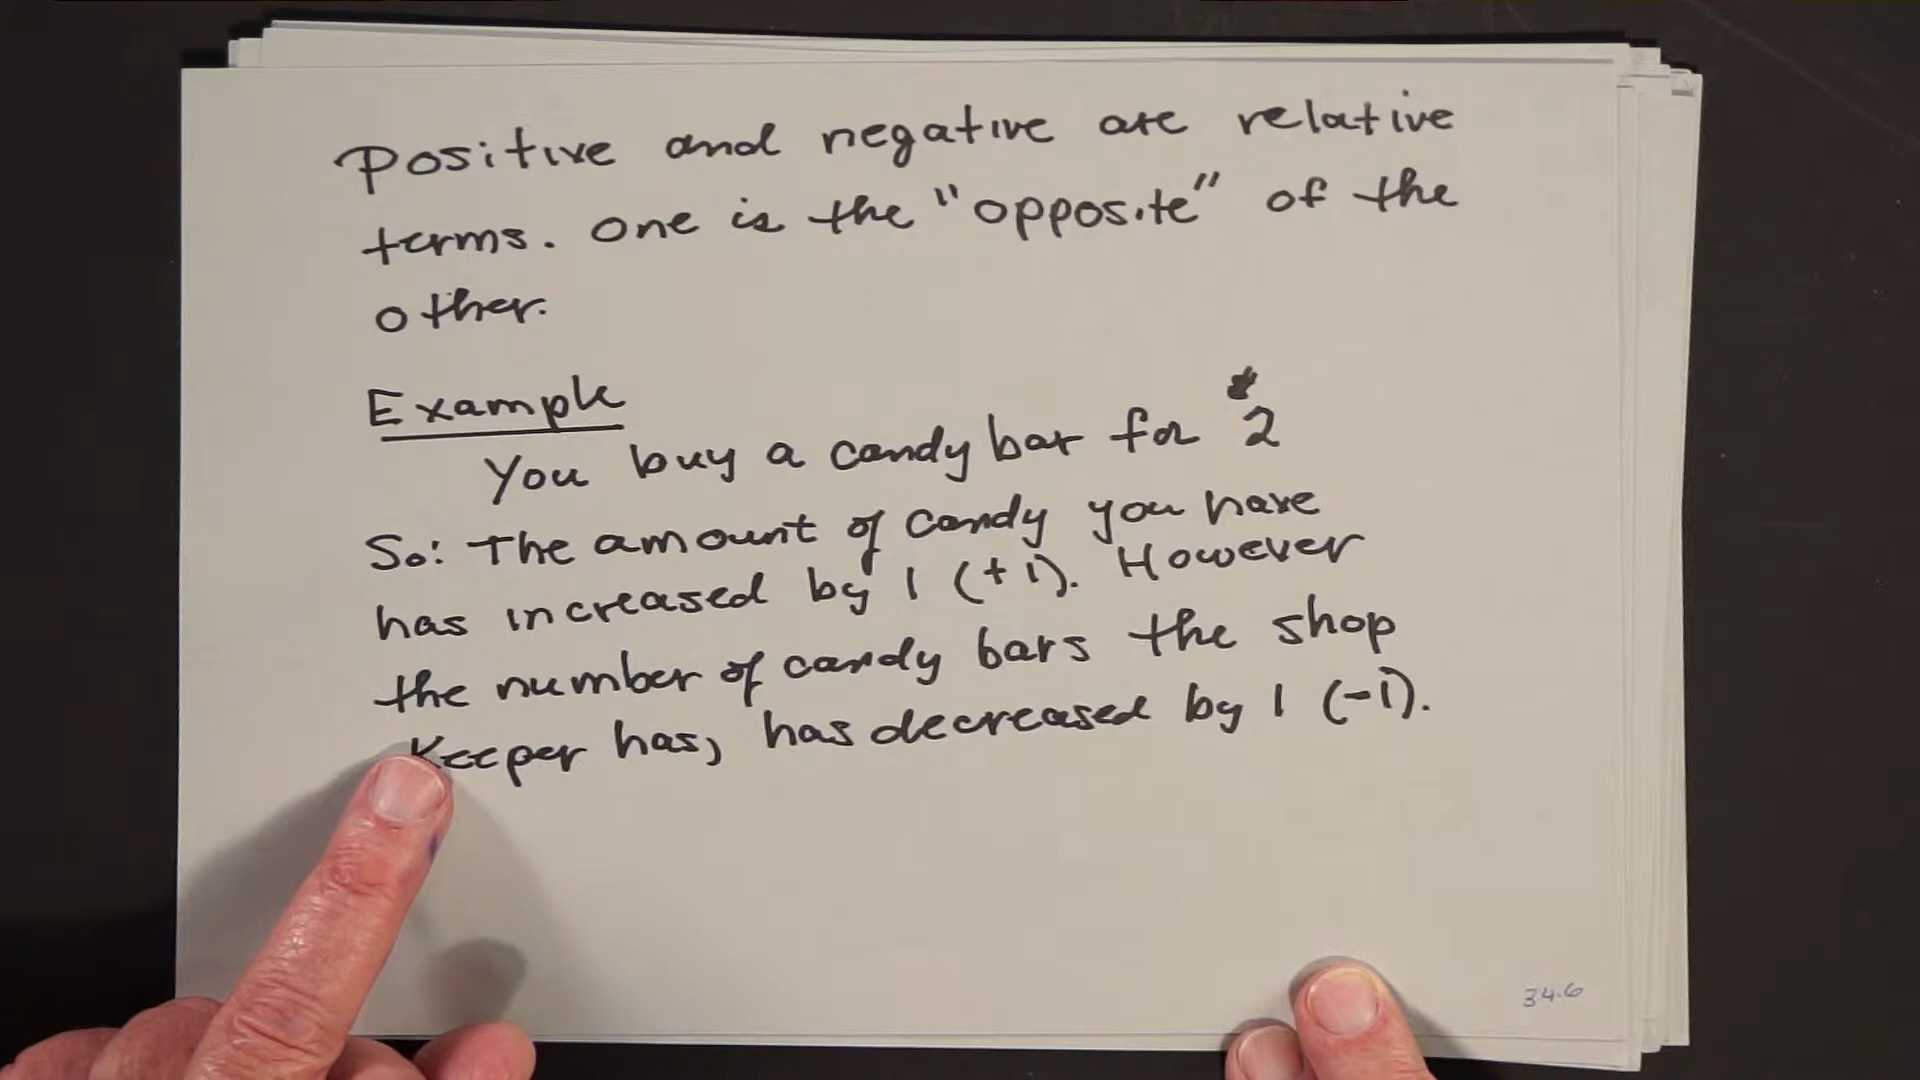 Positive and negative are relative
terms. One is the "opposite" of the
other.
Example
You buy a candy bar for $2
So: The amount of candy you have
has increased by 1 (+1). However
the number of candy bars the shop
Keeper has, has decreased by 1 (-1).
34.6